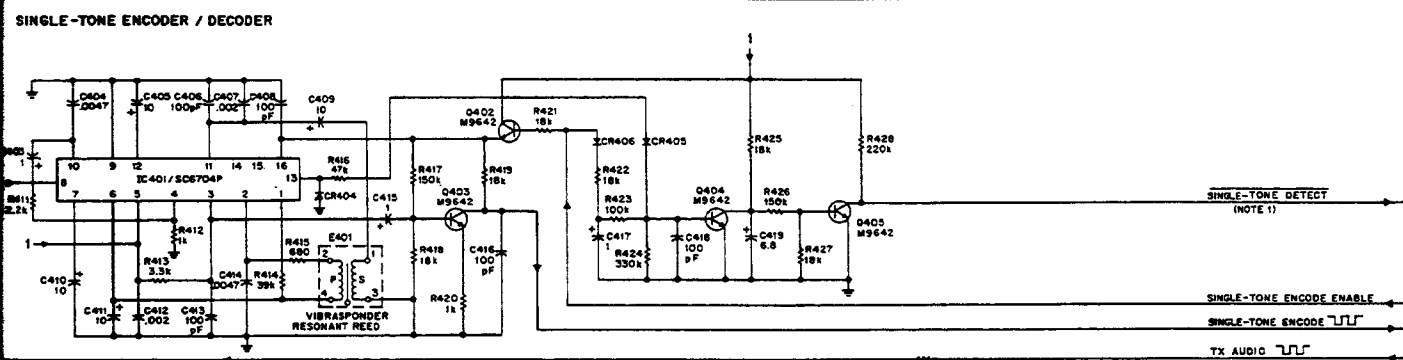 SINGLE-TONE ENCODER / DECODER
1
C404
.0047
C405
10
C406
100pF
C407
.002
C408
100
pF
C409
10
Q402
M9642
R421
18k
CR406
CR405
R425
18k
R428
220k
1
10 9 12 11 14 15 16
8
IC401/SC6704P
13
7 6 5 4 3 2 1
R416
47k
CR404
C415
1
R417
150k
R419
18k
Q403
M9642
R422
18k
R423
100k
Q404
M9642
R426
150k
Q405
M9642
SINGLE-TONE DETECT
(NOTE 1)
2.2k
R412
1k
1
R413
3.3k
C414
.0047
R414
39k
R415
680
E401
2 1
P S
4 3
VIBRASPONDER
RESONANT REED
R418
18k
C416
100
pF
R420
1k
C417
1
R424
330k
C418
100
pF
C419
6.8
R427
18k
C410
10
C411
10
C412
.002
C413
100
pF
SINGLE-TONE ENCODE ENABLE
SINGLE-TONE ENCODE
TX AUDIO